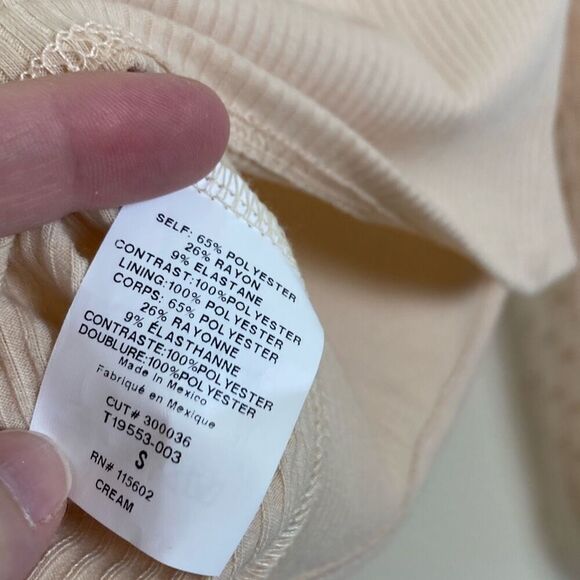 SELF: 65% POLYESTER
26% RAYON
9% ELASTANE
CONTRAST:100%POLYESTER
LINING:100% POLYESTER
CORPS: 65% POLYESTER
26% RAYONNE
9% ÉLASTHANNE
CONTRASTE:100%POLYESTER
DOUBLURE:100%POLYESTER
Made In Mexico
Fabriqué en Mexique
CUT# 300036
T19553-003
S
RN# 115602
CREAM